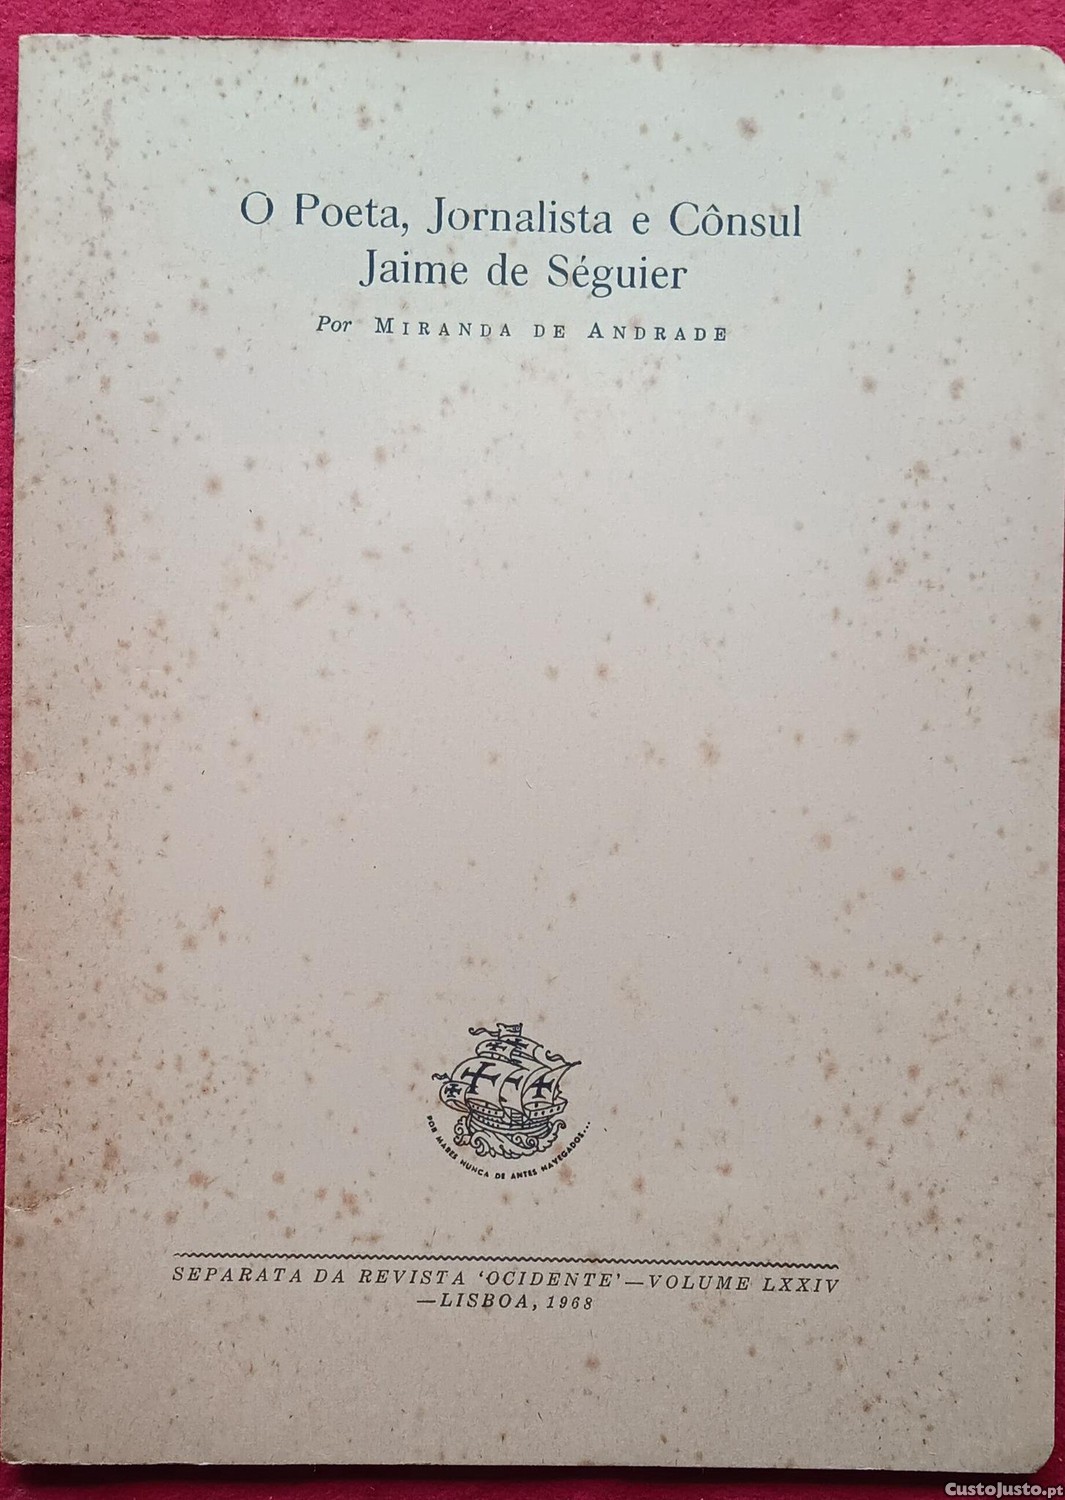 O Poeta, Jornalista e Cônsul
Jaime de Séguier
Por MIRANDA DE ANDRADE
POR MARES NUNCA DE ANTES NAVEGADOS...
SEPARATA DA REVISTA ‘OCIDENTE’—VOLUME LXXIV
—LISBOA, 1968
CustoJusto.pt